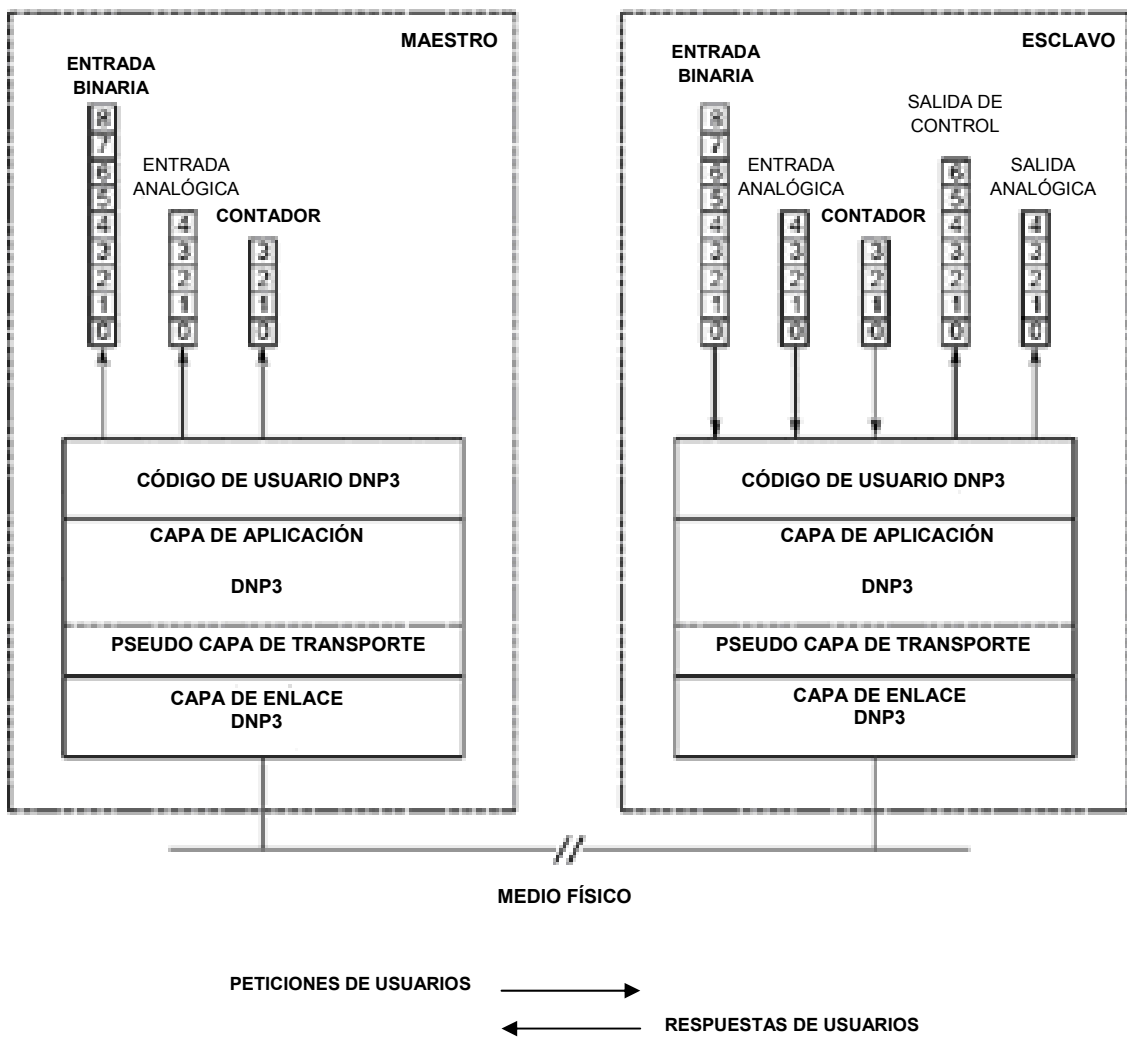 MAESTRO
ENTRADA
BINARIA
8
7
6
5
4
3
2
1
0
ENTRADA
ANALÓGICA
4
3
2
1
0
CONTADOR
3
2
1
0
CÓDIGO DE USUARIO DNP3
CAPA DE APLICACIÓN
DNP3
PSEUDO CAPA DE TRANSPORTE
CAPA DE ENLACE
DNP3
ESCLAVO
ENTRADA
BINARIA
8
7
6
5
4
3
2
1
0
ENTRADA
ANALÓGICA
4
3
2
1
0
CONTADOR
3
2
1
0
SALIDA DE
CONTROL
6
5
4
3
2
1
0
SALIDA
ANALÓGICA
4
3
2
1
0
CÓDIGO DE USUARIO DNP3
CAPA DE APLICACIÓN
DNP3
PSEUDO CAPA DE TRANSPORTE
CAPA DE ENLACE
DNP3
MEDIO FÍSICO
PETICIONES DE USUARIOS
RESPUESTAS DE USUARIOS